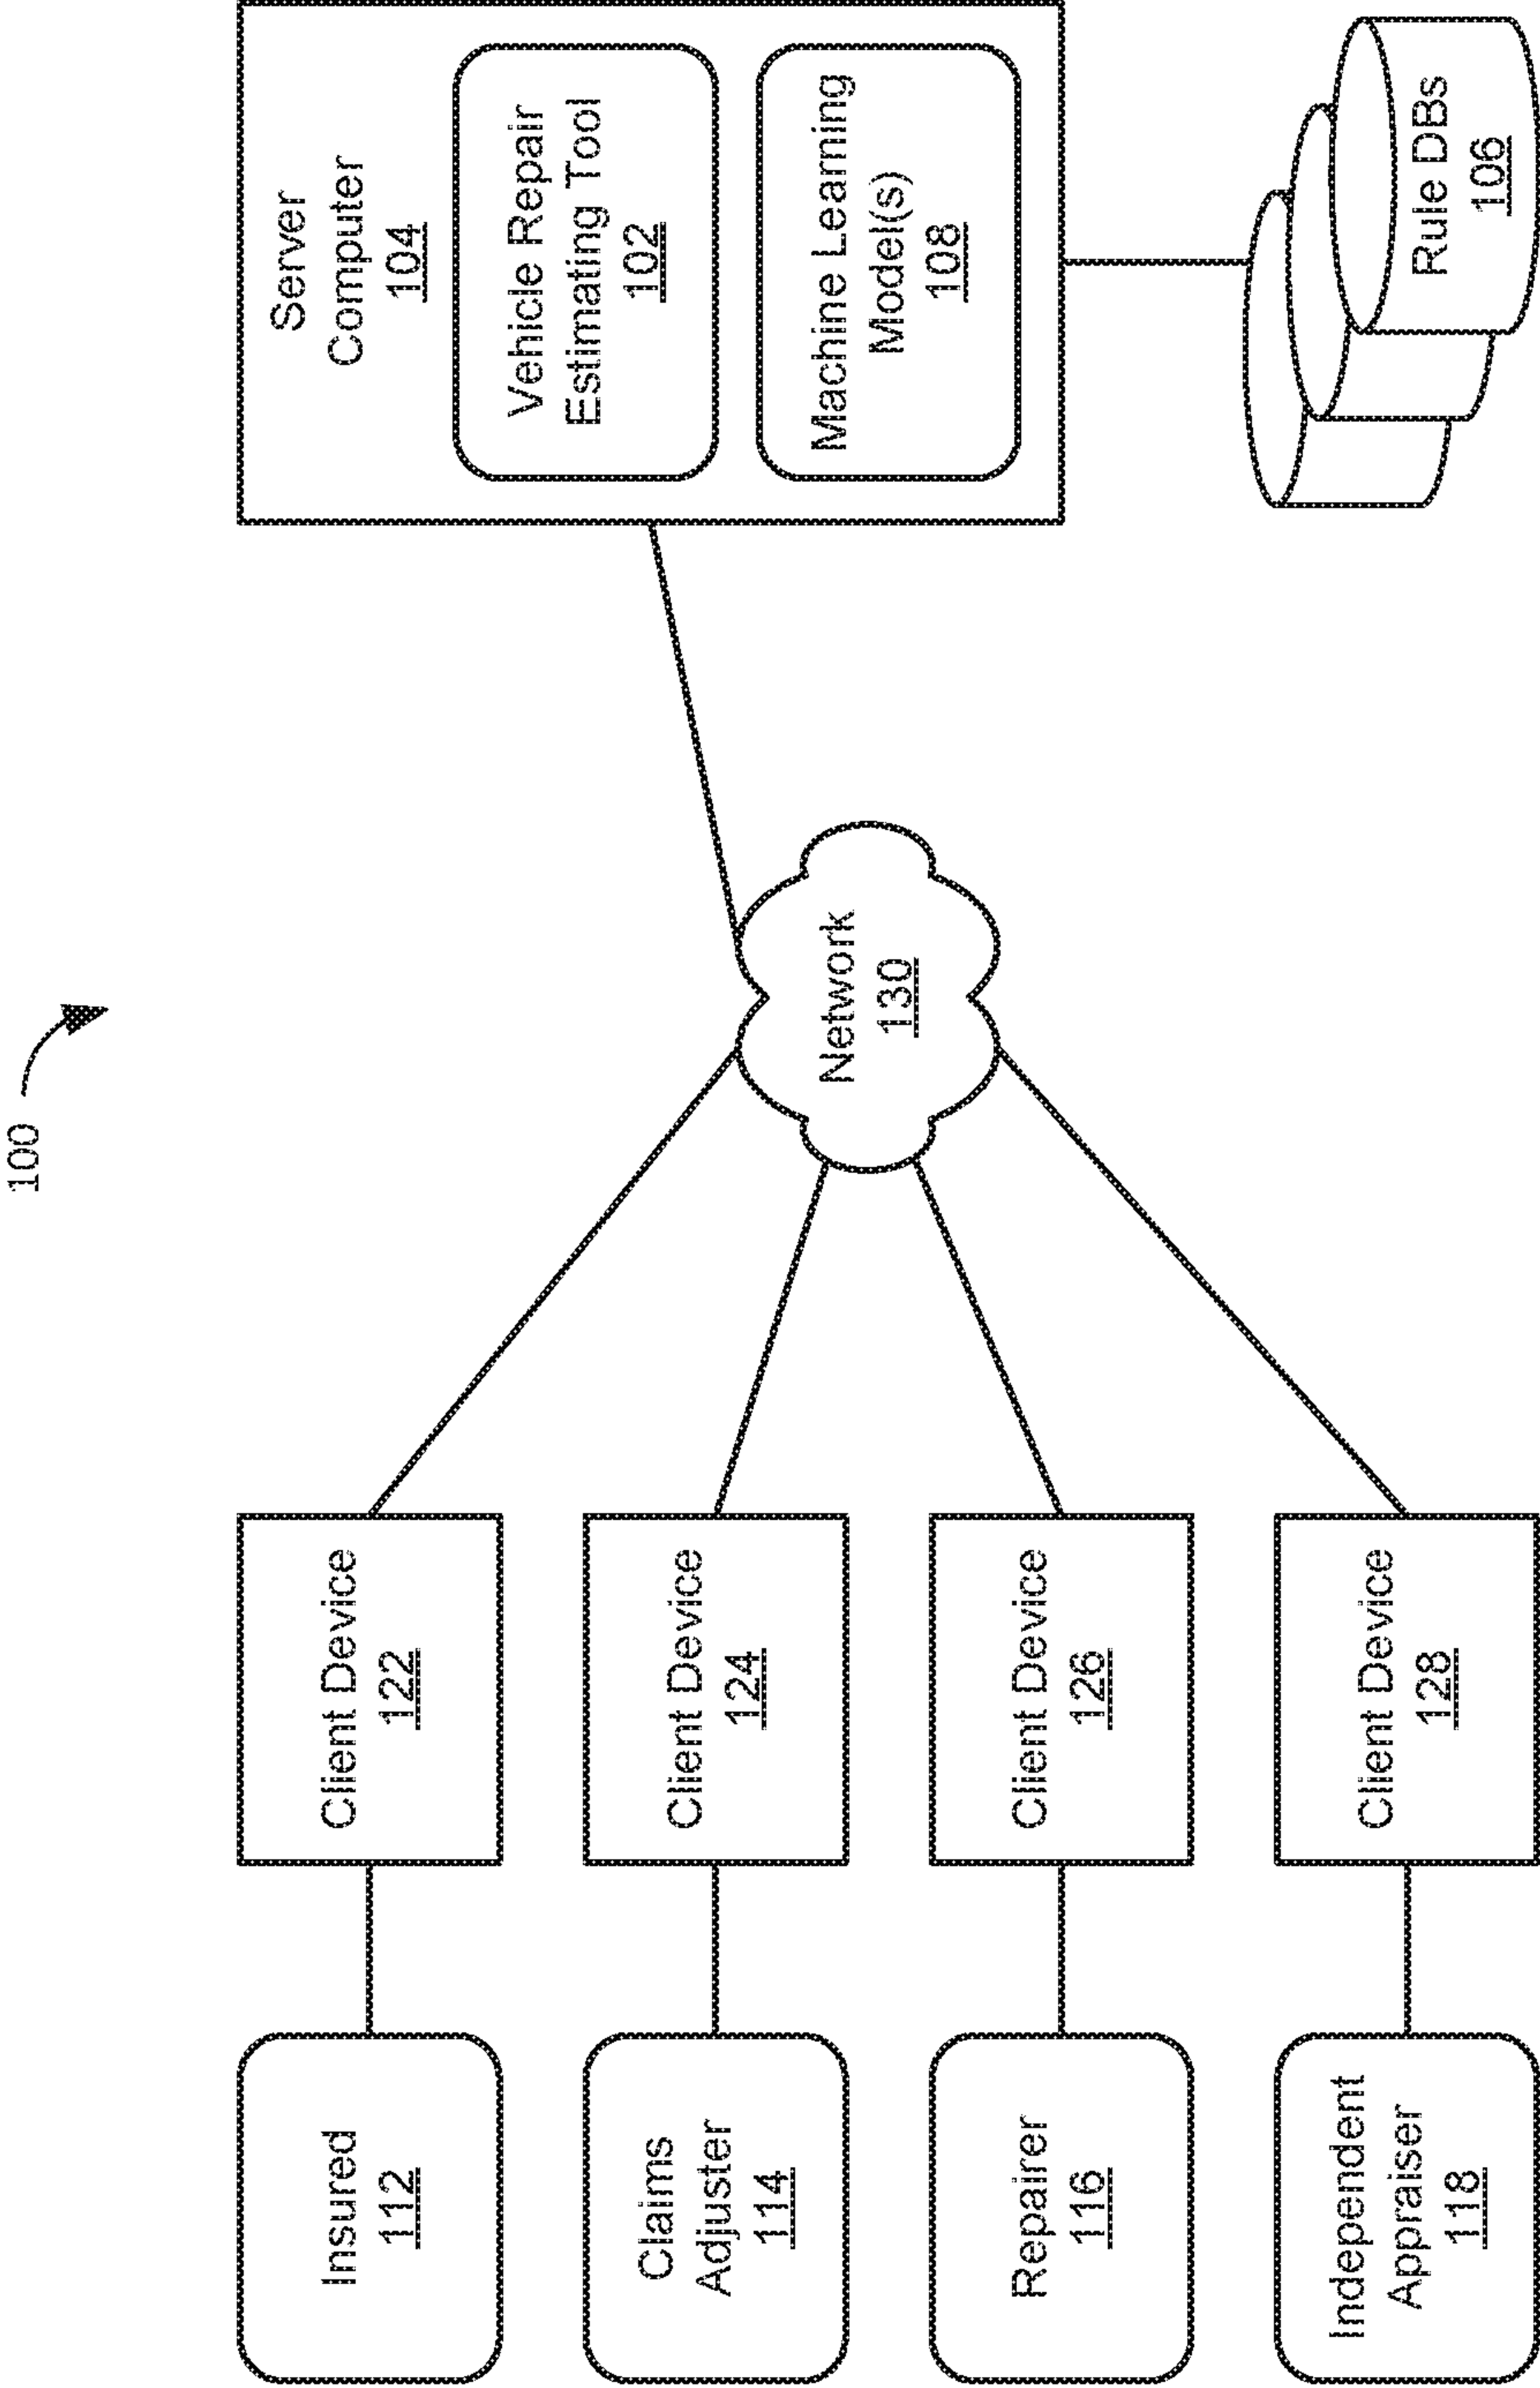 100
Insured
112
Client Device
122
Claims
Adjuster
114
Client Device
124
Repairer
116
Client Device
126
Independent
Appraiser
118
Client Device
128
Network
130
Server
Computer
104
Vehicle Repair
Estimating Tool
102
Machine Learning
Model(s)
108
Rule DBs
106